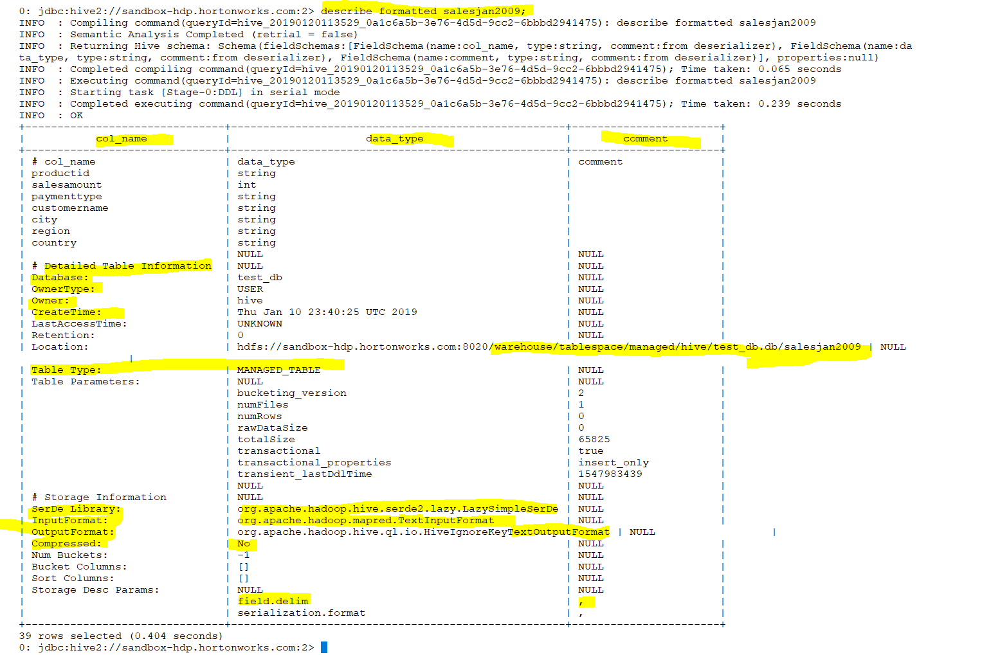 0: jdbc:hive2://sandbox-hdp.hortonworks.com:2> describe formatted salesjan2009;
INFO  : Compiling command(queryId=hive_20190120113529_0a1c6a5b-3e76-4d5d-9cc2-6bbbd2941475): describe formatted salesjan2009
INFO  : Semantic Analysis Completed (retrial = false)
INFO  : Returning Hive schema: Schema(fieldSchemas:[FieldSchema(name:col_name, type:string, comment:from deserializer), FieldSchema(name:da
ta_type, type:string, comment:from deserializer), FieldSchema(name:comment, type:string, comment:from deserializer)], properties:null)
INFO  : Completed compiling command(queryId=hive_20190120113529_0a1c6a5b-3e76-4d5d-9cc2-6bbbd2941475); Time taken: 0.065 seconds
INFO  : Executing command(queryId=hive_20190120113529_0a1c6a5b-3e76-4d5d-9cc2-6bbbd2941475): describe formatted salesjan2009
INFO  : Starting task [Stage-0:DDL] in serial mode
INFO  : Completed executing command(queryId=hive_20190120113529_0a1c6a5b-3e76-4d5d-9cc2-6bbbd2941475); Time taken: 0.239 seconds
INFO  : OK
| col_name | data_type | comment |
| # col_name | data_type | comment |
| productid | string | |
| salesamount | int | |
| paymenttype | string | |
| customername | string | |
| city | string | |
| region | string | |
| country | string | |
| | NULL | NULL |
| # Detailed Table Information | NULL | NULL |
| Database: | test_db | NULL |
| OwnerType: | USER | NULL |
| Owner: | hive | NULL |
| CreateTime: | Thu Jan 10 23:40:25 UTC 2019 | NULL |
| LastAccessTime: | UNKNOWN | NULL |
| Retention: | 0 | NULL |
| Location: | hdfs://sandbox-hdp.hortonworks.com:8020/warehouse/tablespace/managed/hive/test_db.db/salesjan2009 | NULL
|
| Table Type: | MANAGED_TABLE | NULL |
| Table Parameters: | NULL | NULL |
| | bucketing_version | 2 |
| | numFiles | 1 |
| | numRows | 0 |
| | rawDataSize | 0 |
| | totalSize | 65825 |
| | transactional | true |
| | transactional_properties | insert_only |
| | transient_lastDdlTime | 1547983439 |
| | NULL | NULL |
| # Storage Information | NULL | NULL |
| SerDe Library: | org.apache.hadoop.hive.serde2.lazy.LazySimpleSerDe | NULL |
| InputFormat: | org.apache.hadoop.mapred.TextInputFormat | NULL |
| OutputFormat: | org.apache.hadoop.hive.ql.io.HiveIgnoreKeyTextOutputFormat | NULL |
| Compressed: | No | NULL |
| Num Buckets: | -1 | NULL |
| Bucket Columns: | [] | NULL |
| Sort Columns: | [] | NULL |
| Storage Desc Params: | NULL | NULL |
| | field.delim | , |
| | serialization.format | , |
39 rows selected (0.404 seconds)
0: jdbc:hive2://sandbox-hdp.hortonworks.com:2>